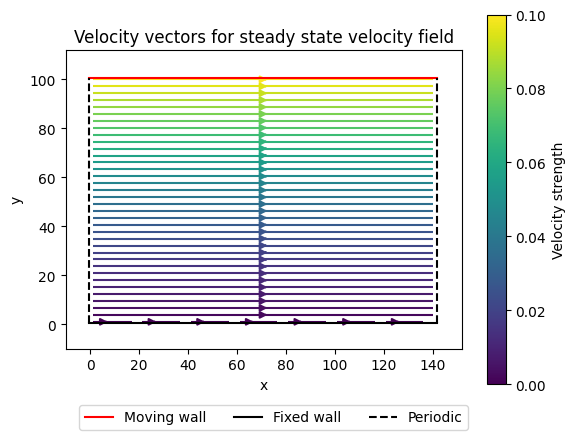 Velocity vectors for steady state velocity field
0.10
100
80
0.08
60
0.06
y
Velocity strength
40
0.04
20
0.02
0
0.00
0 20 40 60 80 100 120 140
x
Moving wall Fixed wall Periodic